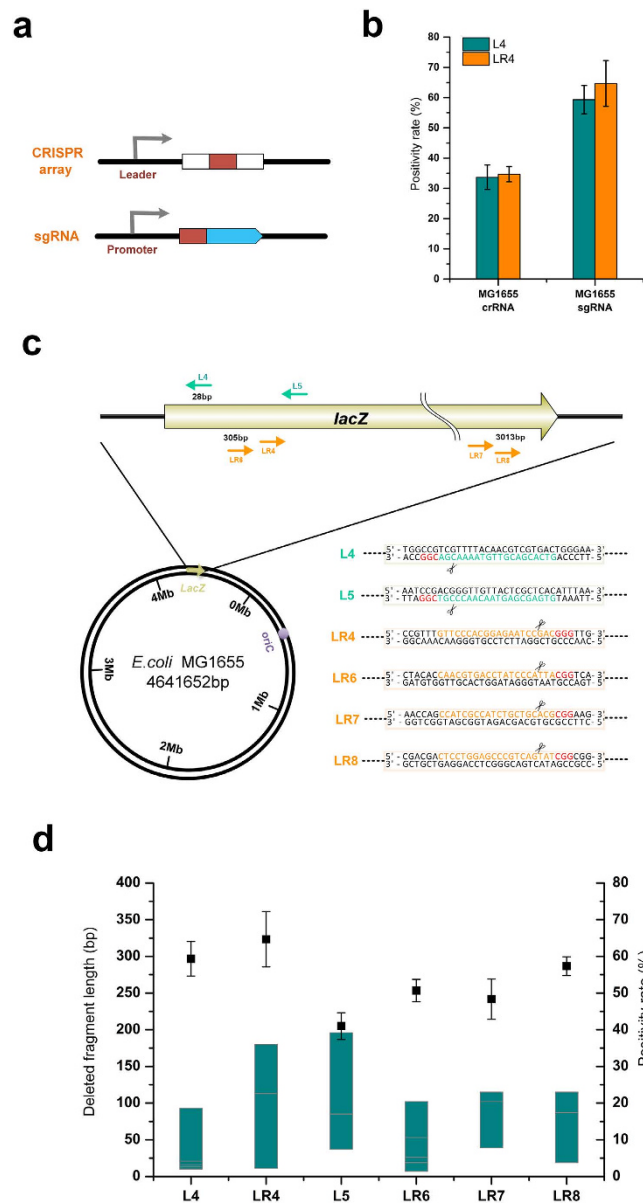 a
CRISPR
array
Leader
sgRNA
Promoter
b
L4
LR4
Positivity rate (%)
80
70
60
50
40
30
20
10
0
MG1655
crRNA
MG1655
sgRNA
c
L4
28bp
L5
lacZ
305bp
LR6
LR4
3013bp
LR7
LR8
LacZ
4Mb
0Mb
oriC
3Mb
E.coli MG1655
4641652bp
1Mb
2Mb
L4
5'-TGGCCGTCGTTTTACAACGTCGTGACTGGGAA-3'
3'-ACCGGCAGCAAAATGTTGCAGCACTGACCCTT-5'
L5
5'-AATCCGACGGGTTGTTACTCGCTCACATTTAA-3'
3'-TTAGGCTGCCCAACAATGAGCGAGTGTAAATT-5'
LR4
5'-CCGTTTGTTCCCACGGAGAATCCGACGGGTTG-3'
3'-GGCAAACAAGGGTGCCTCTTAGGCTGCCCAAC-5'
LR6
5'-CTACACCAACGTGACCTATCCCATTACGGTCA-3'
3'-GATGTGGTTGCACTGGATAGGGTAATGCCAGT-5'
LR7
5'-AACCAGCCATCGCCATCTGCTGCACGCGGAAG-3'
3'-GGTCGGTAGCGGTAGACGACGTGCGCCTTC-5'
LR8
5'-CGACGACTCCTGGAGCCCGTCAGTATCGGCGG-3'
3'-GCTGCTGAGGACCTCGGGCAGTCATAGCCGCC-5'
d
Deleted fragment length (bp)
400
350
300
250
200
150
100
50
0
80
70
60
50
40
30
20
10
0
Positivity rate (%)
L4 LR4 L5 LR6 LR7 LR8